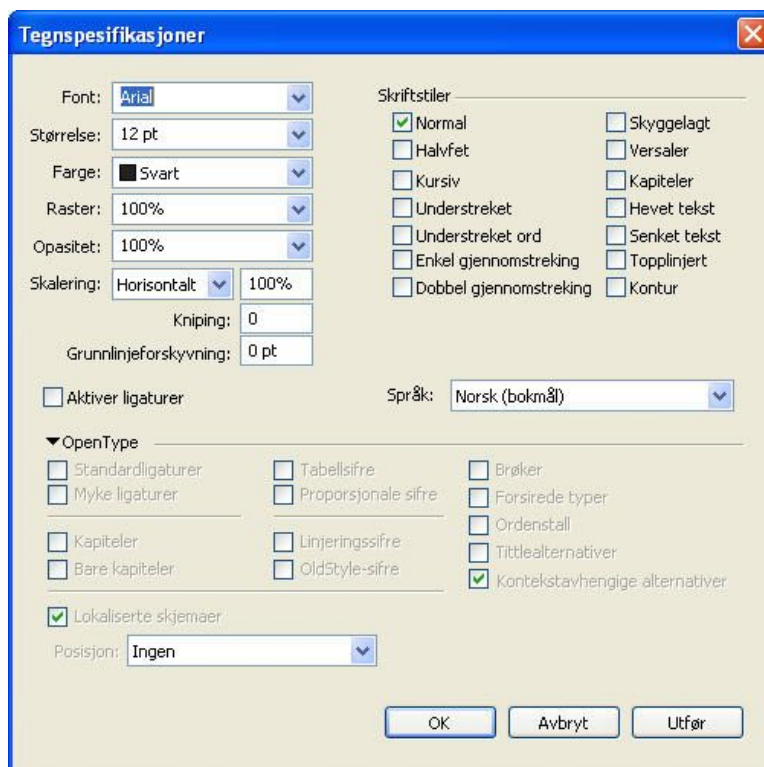 Tegnspesifikasjoner
Font: Arial
Størrelse: 12 pt
Farge: Svart
Raster: 100%
Opasitet: 100%
Skalering: Horisontalt 100%
Kniping: 0
Grunnlinjeforskyvning: 0 pt
Skriftstiler
Normal
Halvfet
Kursiv
Understreket
Understreket ord
Enkel gjennomstreking
Dobbel gjennomstreking
Skyggelagt
Versaler
Kapiteler
Hevet tekst
Senket tekst
Topplinjert
Kontur
Aktiver ligaturer
Språk: Norsk (bokmål)
OpenType
Standardligaturer
Myke ligaturer
Kapiteler
Bare kapiteler
Tabellsifre
Proporsjonale sifre
Linjeringssifre
OldStyle-sifre
Brøker
Forsirede typer
Ordenstall
Tittlealternativer
Kontekstavhengige alternativer
Lokaliserte skjemaer
Posisjon: Ingen
OK
Avbryt
Utfør